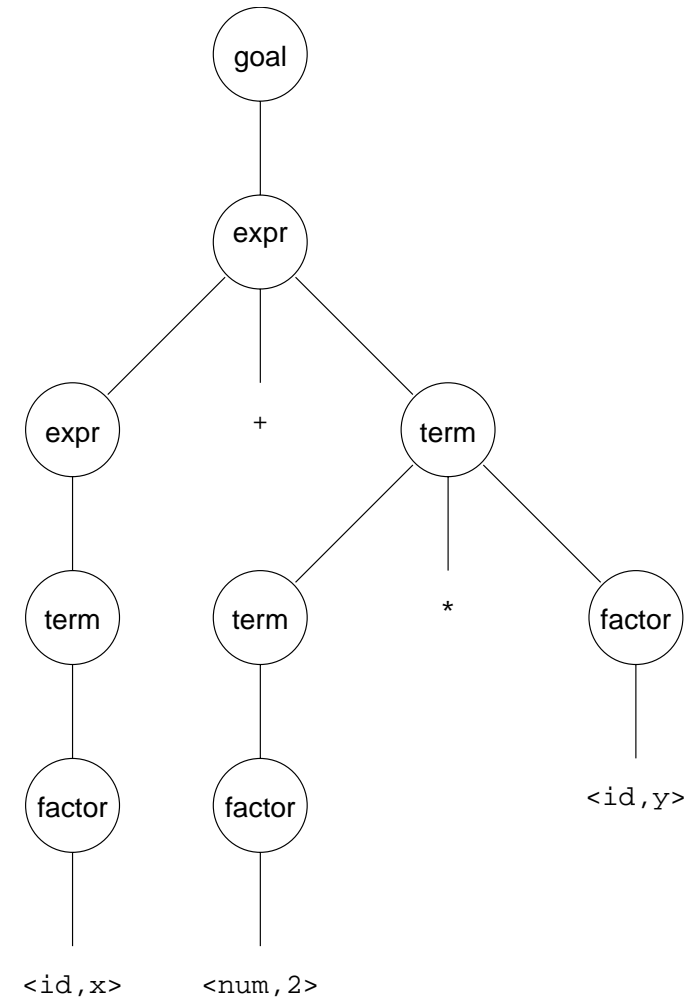 goal
expr
expr + term
term term * factor
factor factor <id,y>
<id,x> <num,2>